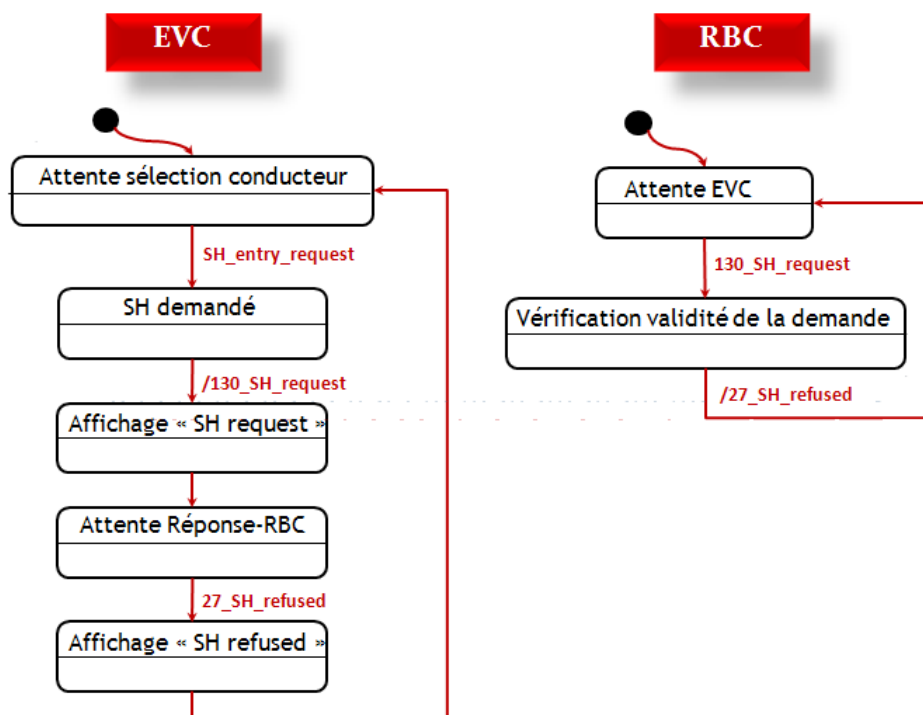 EVC
Attente sélection conducteur
SH_entry_request
SH demandé
/130_SH_request
Affichage « SH request »
Attente Réponse-RBC
27_SH_refused
Affichage « SH refused »
RBC
Attente EVC
130_SH_request
Vérification validité de la demande
/27_SH_refused